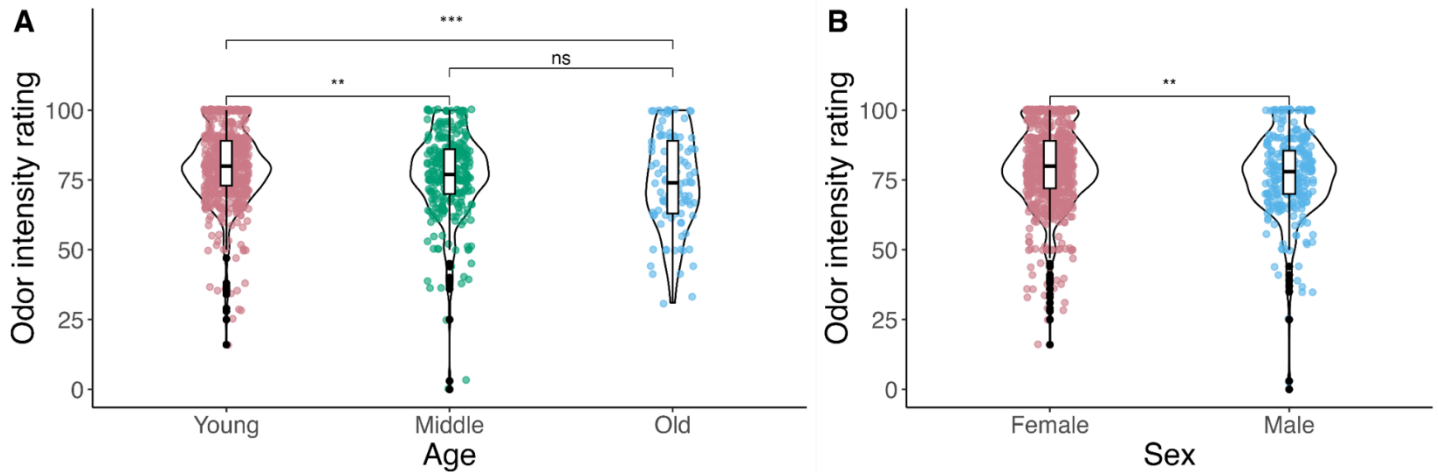 A
Odor intensity rating
100
75
50
25
0
***
**
ns
Young
Middle
Old
Age
B
Odor intensity rating
100
75
50
25
0
**
Female
Male
Sex